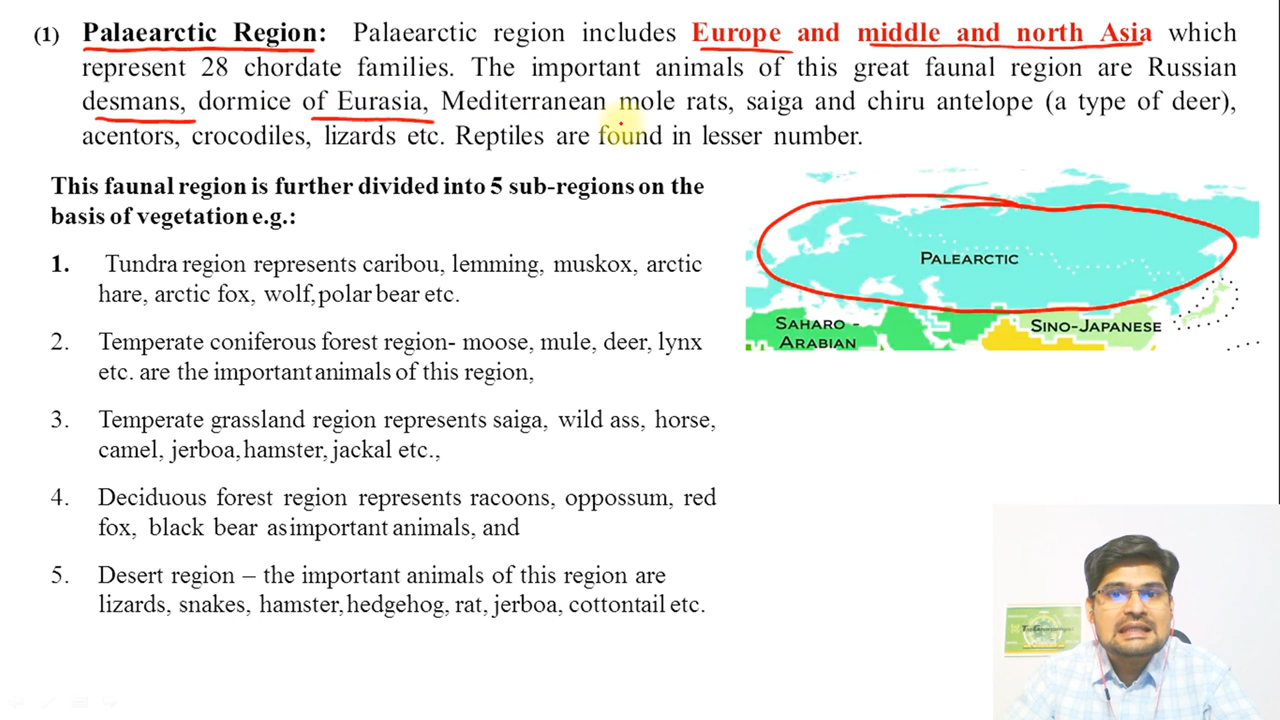 (1) Palaearctic Region: Palaearctic region includes Europe and middle and north Asia which
represent 28 chordate families. The important animals of this great faunal region are Russian
desmans, dormice of Eurasia, Mediterranean mole rats, saiga and chiru antelope (a type of deer),
acentors, crocodiles, lizards etc. Reptiles are found in lesser number.
This faunal region is further divided into 5 sub-regions on the
basis of vegetation e.g.:
1. Tundra region represents caribou, lemming, muskox, arctic
hare, arctic fox, wolf, polar bear etc.
2. Temperate coniferous forest region- moose, mule, deer, lynx
etc. are the important animals of this region,
3. Temperate grassland region represents saiga, wild ass, horse,
camel, jerboa, hamster, jackal etc.,
4. Deciduous forest region represents racoons, oppossum, red
fox, black bear as important animals, and
5. Desert region – the important animals of this region are
lizards, snakes, hamster, hedgehog, rat, jerboa, cottontail etc.
PALEARCTIC
SAHARO -
ARABIAN
SINO-JAPANESE